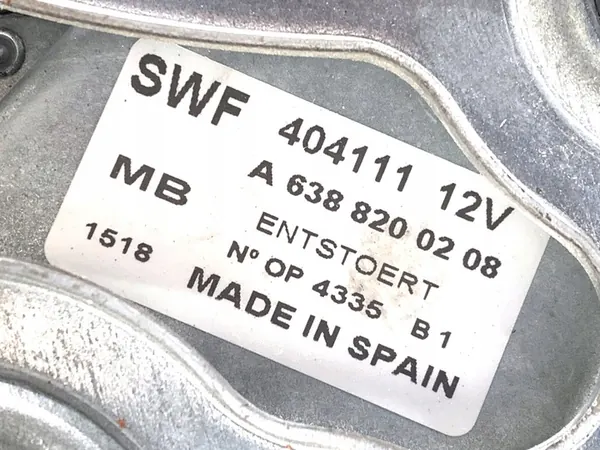 SWF 404111 12V
MB A 638 820 02 08
ENTSTOERT
1518 Nº OP 4335 B 1
MADE IN SPAIN